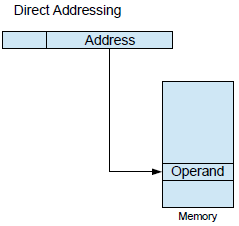 Direct Addressing
Address
Operand
Memory